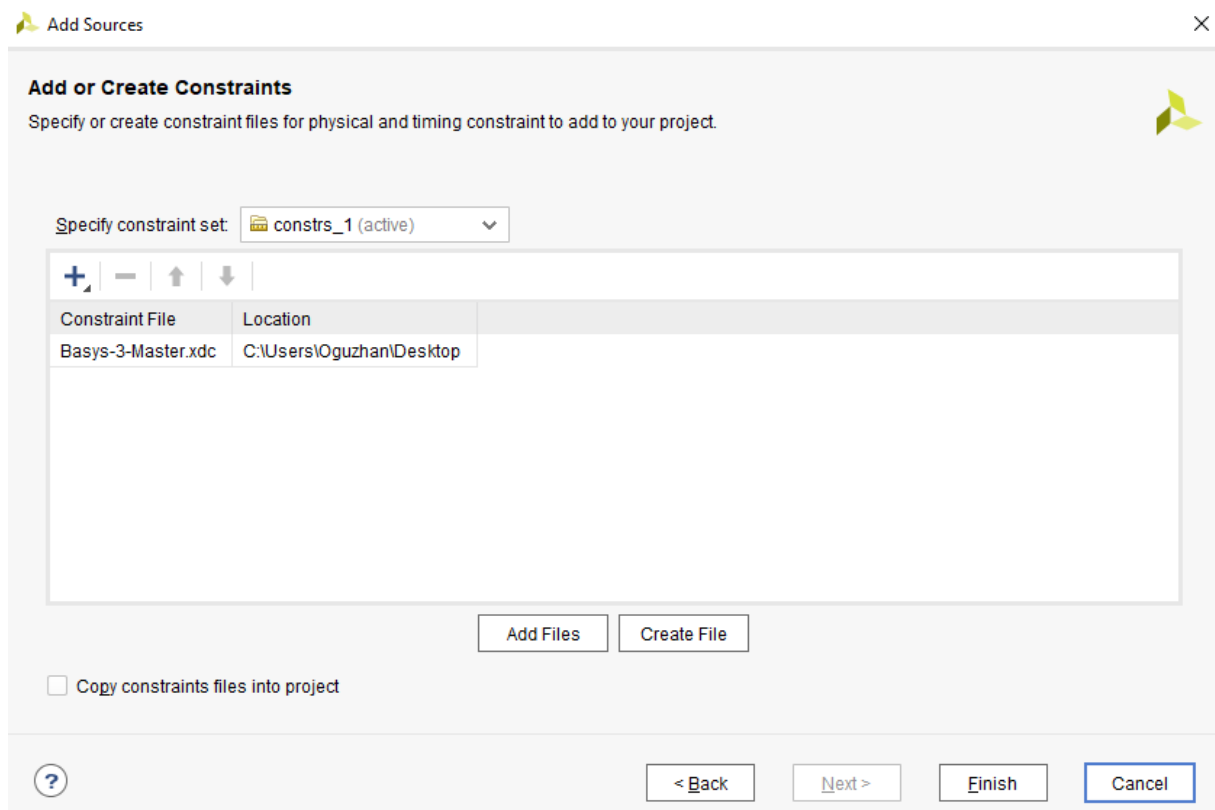 Add Sources
Add or Create Constraints
Specify or create constraint files for physical and timing constraint to add to your project.
Specify constraint set: constrs_1 (active)
Constraint File Location
Basys-3-Master.xdc C:\Users\Oguzhan\Desktop
Add Files Create File
Copy constraints files into project
? < Back Next > Finish Cancel